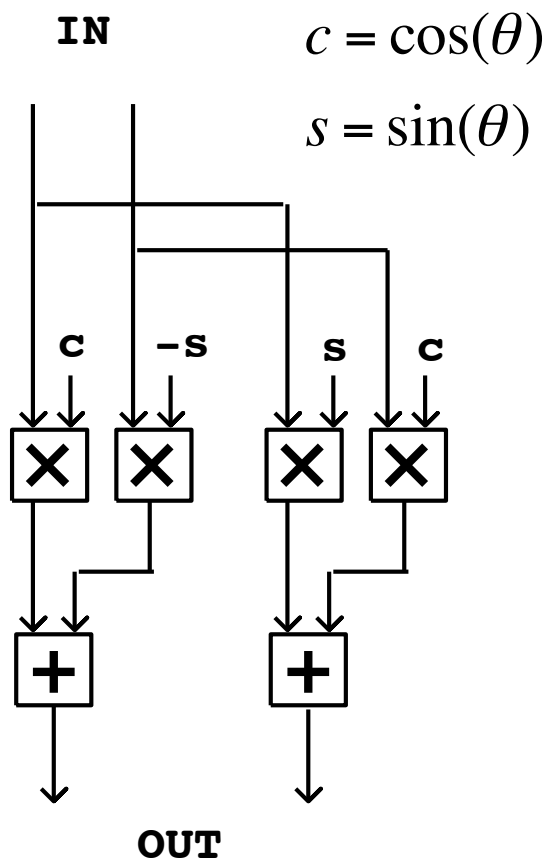 IN
c = cos(θ)
s = sin(θ)
c -s s c
× × × ×
+ +
OUT